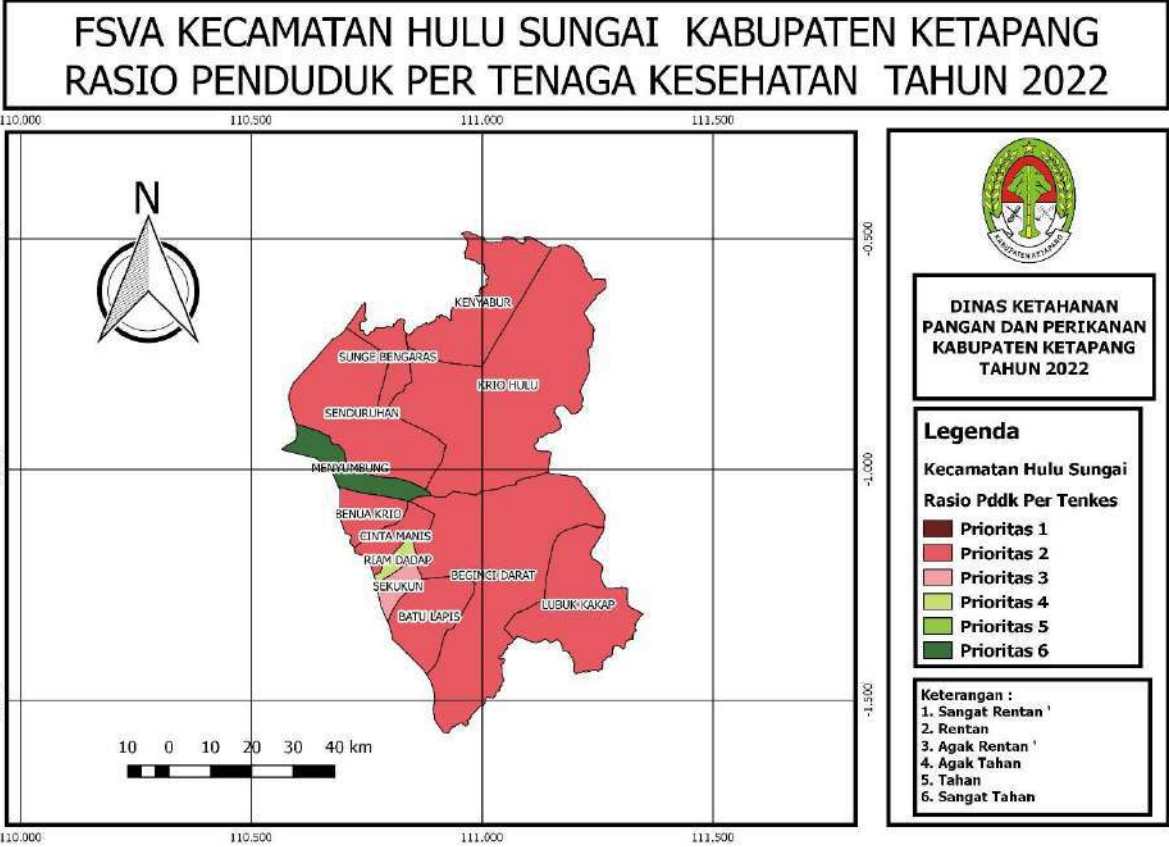 FSVA KECAMATAN HULU SUNGAI KABUPATEN KETAPANG
RASIO PENDUDUK PER TENAGA KESEHATAN TAHUN 2022
110.000 110.500 111.000 111.500
N
-0.500
-1.000
-1.500
KENYABUR
SUNGE BENGARAS
KRIO HULU
SENDURUHAN
MENYUMBUNG
BENUA KRIO
CINTA MANIS
RIAM DADAP
SEKUKUN
BEGINCI DARAT
BATU LAPIS
LUBUK KAKAP
10 0 10 20 30 40 km
110.000 110.500 111.000 111.500
KABUPATEN KETAPANG
DINAS KETAHANAN
PANGAN DAN PERIKANAN
KABUPATEN KETAPANG
TAHUN 2022
Legenda
Kecamatan Hulu Sungai
Rasio Pddk Per Tenkes
Prioritas 1
Prioritas 2
Prioritas 3
Prioritas 4
Prioritas 5
Prioritas 6
Keterangan :
1. Sangat Rentan '
2. Rentan
3. Agak Rentan '
4. Agak Tahan
5. Tahan
6. Sangat Tahan